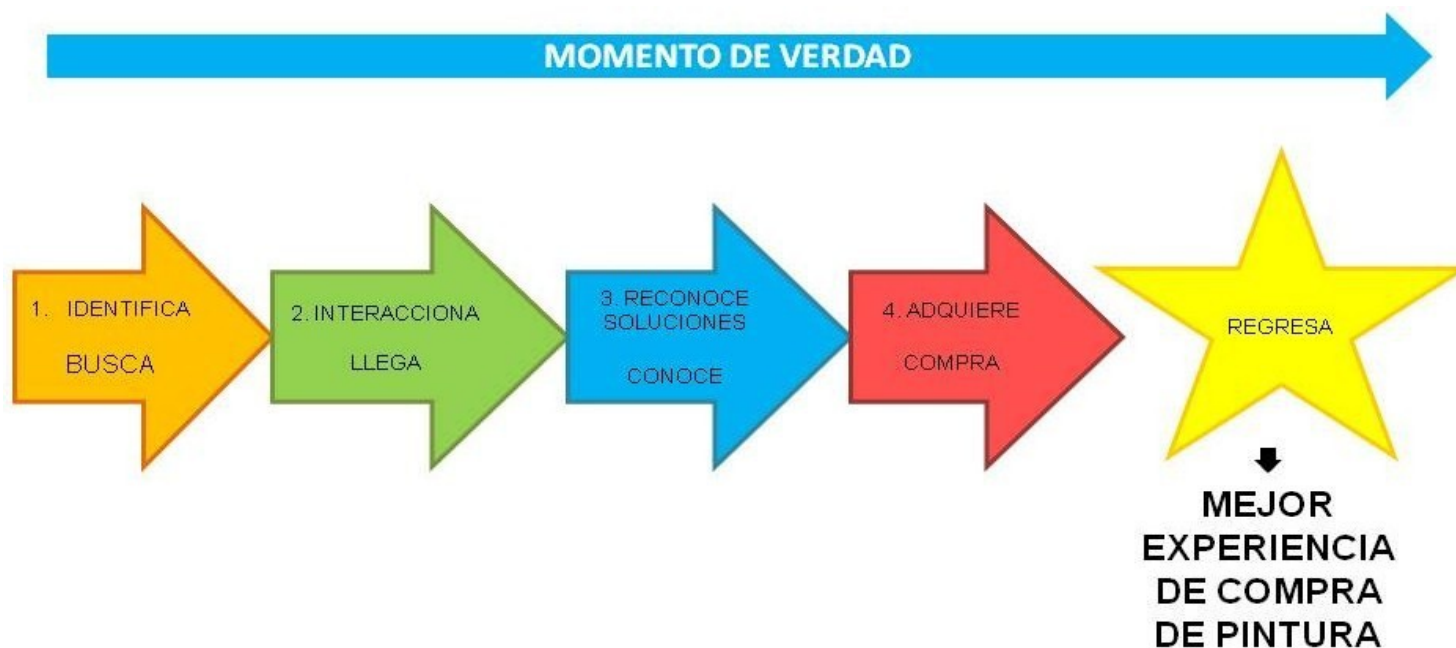 MOMENTO DE VERDAD
1. IDENTIFICA
BUSCA
2. INTERACCIONA
LLEGA
3. RECONOCE
SOLUCIONES
CONOCE
4. ADQUIERE
COMPRA
REGRESA
MEJOR
EXPERIENCIA
DE COMPRA
DE PINTURA